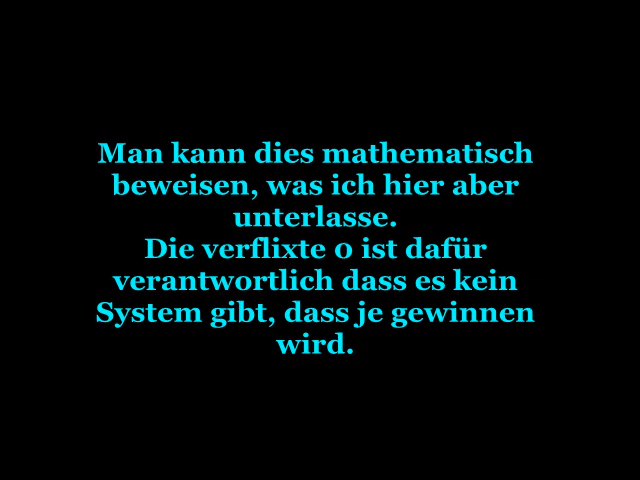 Man kann dies mathematisch
beweisen, was ich hier aber
unterlasse.
Die verflixte 0 ist dafür
verantwortlich dass es kein
System gibt, dass je gewinnen
wird.